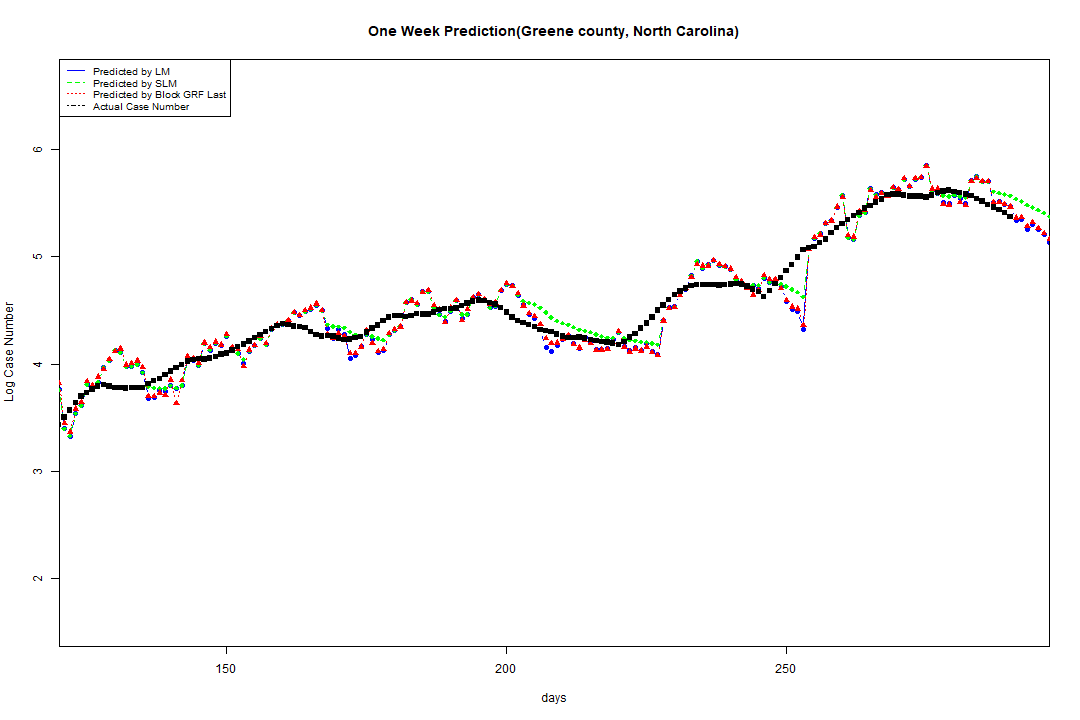 One Week Prediction(Greene county, North Carolina)
Predicted by LM
Predicted by SLM
Predicted by Block GRF Last
Actual Case Number
6
5
4
3
2
Log Case Number
150 200 250
days